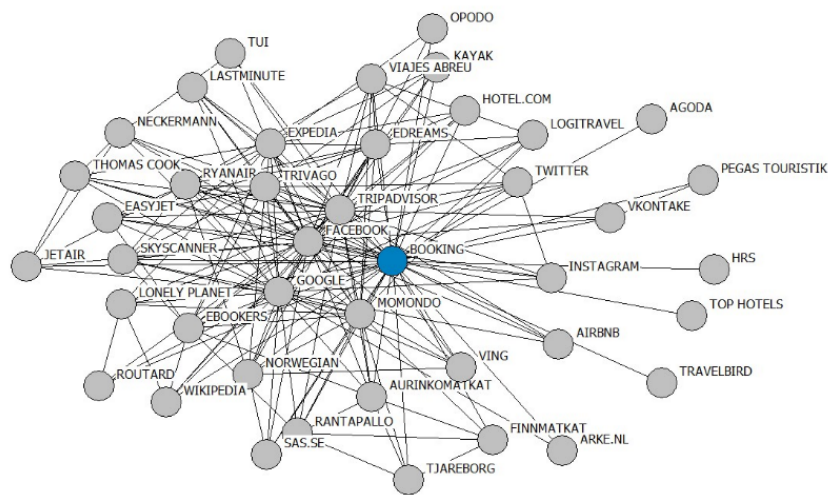 OPODO
TUI
KAYAK
VIAJES ABREU
LASTMINUTE
HOTEL.COM
AGODA
NECKERMANN
LOGITRAVEL
EXPEDIA
EDREAMS
THOMAS COOK
RYANAIR
TRIVAGO
TWITTER
PEGAS TOURISTIK
TRIPADVISOR
EASYJET
VKONTAKE
FACEBOOK
JETAIR
SKYSCANNER
BOOKING
HRS
GOOGLE
INSTAGRAM
LONELY PLANET
MOMONDO
TOP HOTELS
EBOOKERS
AIRBNB
NORWEGIAN
VING
ROUTARD
TRAVELBIRD
WIKIPEDIA
AURINKOMATKAT
RANTAPALLO
FINNMATKAT
SAS.SE
ARKE.NL
TJAREBORG